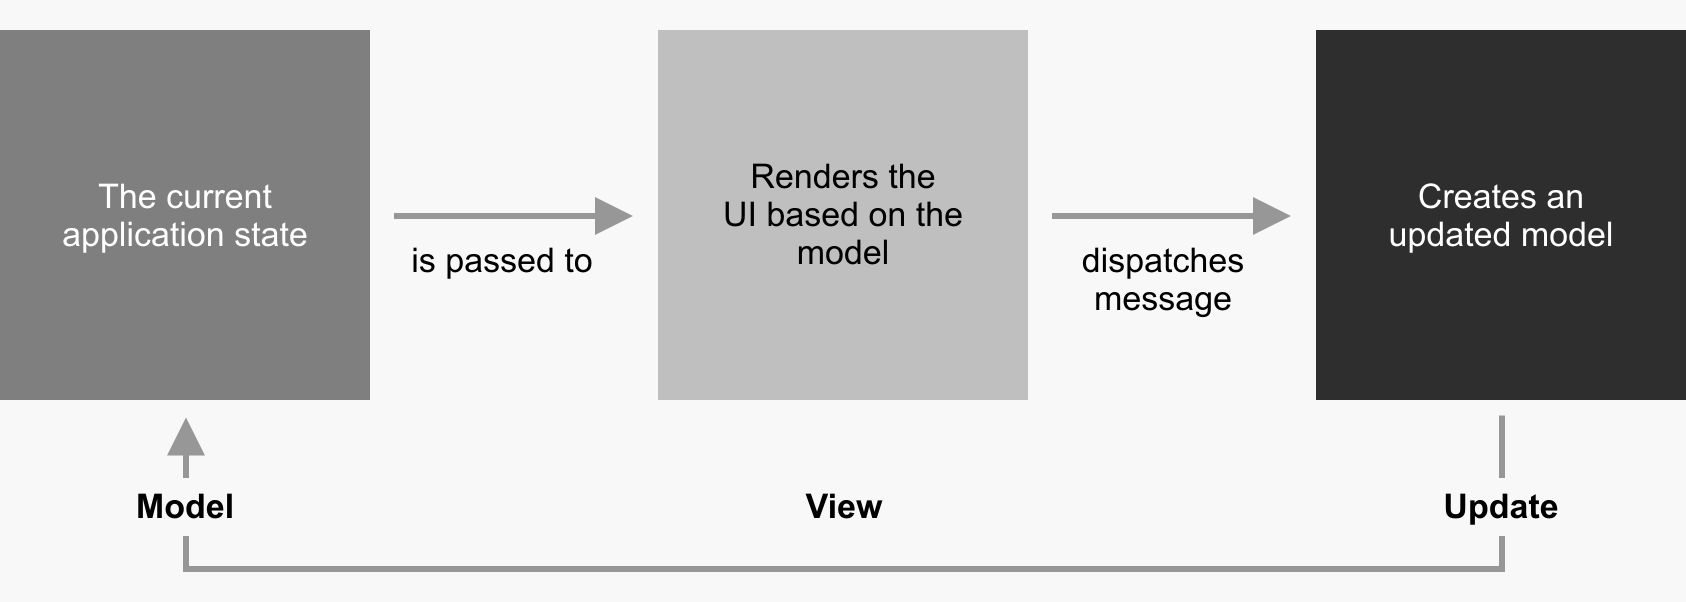 The current
application state
is passed to
Renders the
UI based on the
model
dispatches
message
Creates an
updated model
Model
View
Update